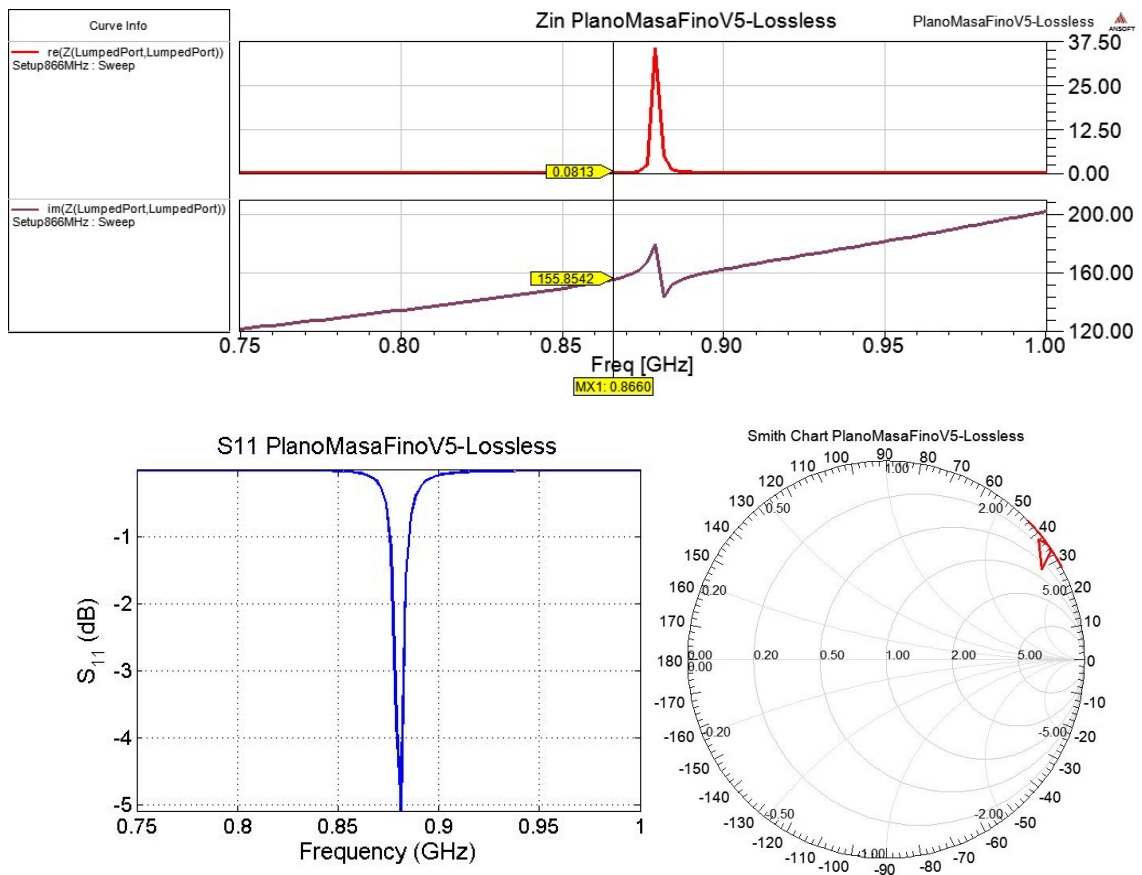 Curve Info
re(Z(LumpedPort,LumpedPort))
Setup866MHz : Sweep
im(Z(LumpedPort,LumpedPort))
Setup866MHz : Sweep
Zin PlanoMasaFinoV5-Lossless
PlanoMasaFinoV5-Lossless
ANSOFT
37.50
25.00
12.50
0.00
0.0813
200.00
160.00
120.00
155.8542
0.75 0.80 0.85 0.90 0.95 1.00
Freq [GHz]
MX1: 0.8660
S11 PlanoMasaFinoV5-Lossless
-1
-2
-3
-4
-5
S11 (dB)
0.75 0.8 0.85 0.9 0.95 1
Frequency (GHz)
Smith Chart PlanoMasaFinoV5-Lossless
90
100 80
110 70
120 60
130 50
140 40
150 30
160 20
170 10
180 0
-170 -10
-160 -20
-150 -30
-140 -40
-130 -50
-120 -60
-110 -70
-100 -80
-90
1.00
0.50 2.00
0.20 5.00
0.00 0.20 0.50 1.00 2.00 5.00
0.00
-0.20 -5.00
-0.50 -2.00
-1.00